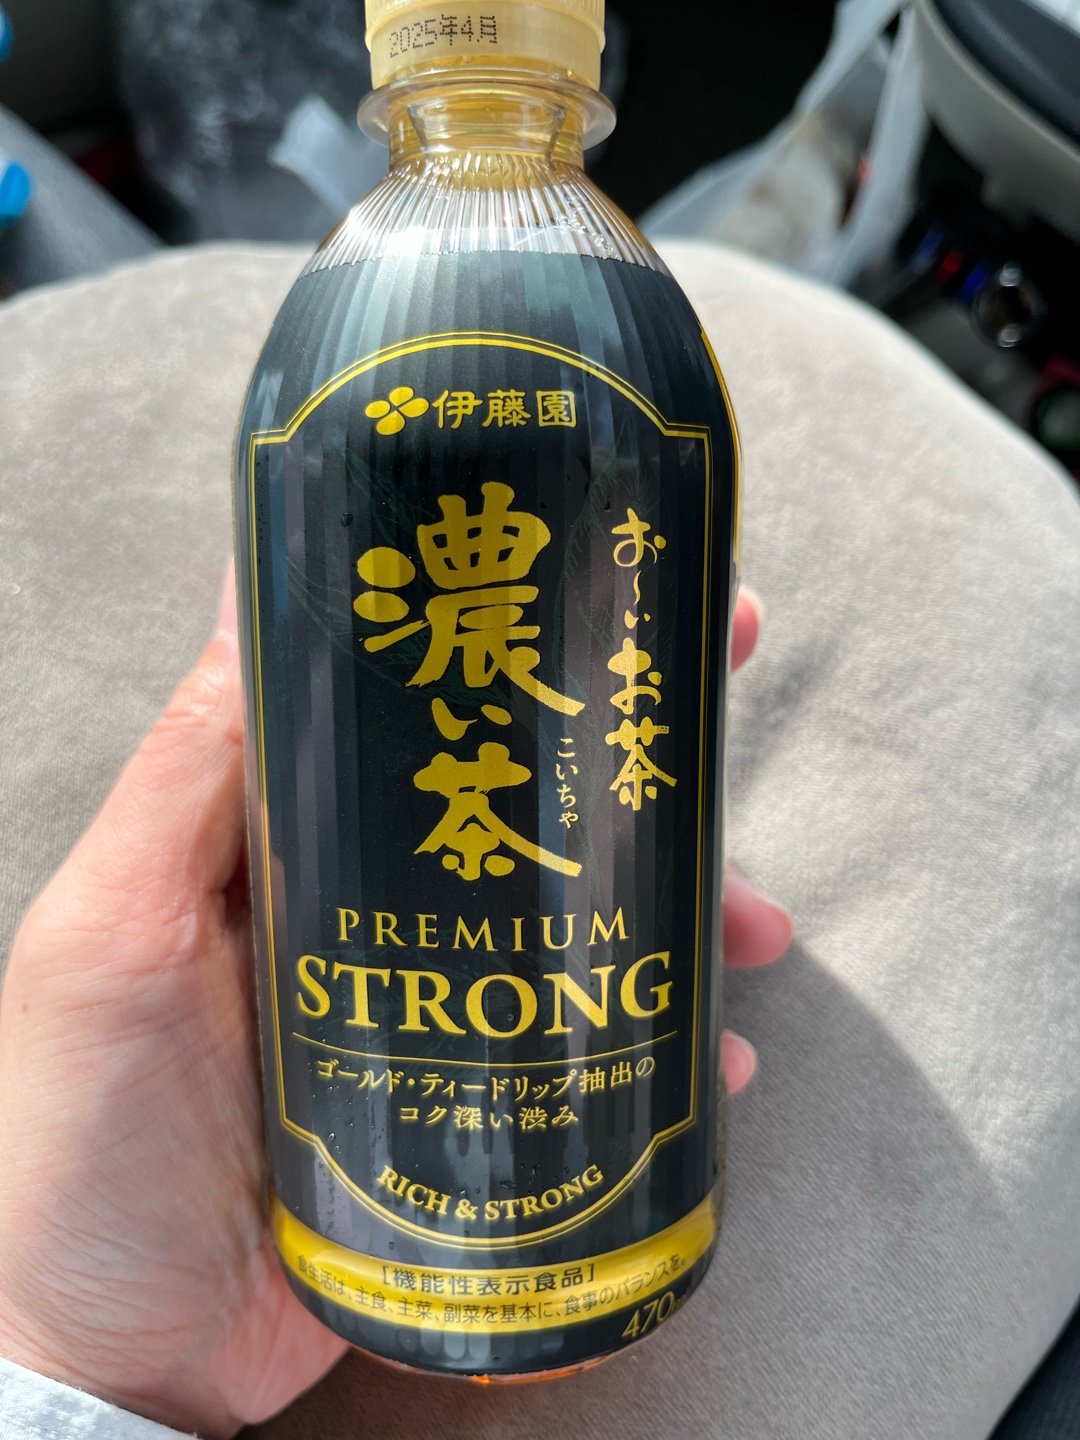 2025年4月
伊藤園
お〜いお茶
濃い茶
こいちゃ
PREMIUM
STRONG
ゴールド・ティードリップ抽出の
コク深い渋み
RICH & STRONG
[機能性表示食品]
食生活は、主食、主菜、副菜を基本に、食事のバランスを。
470